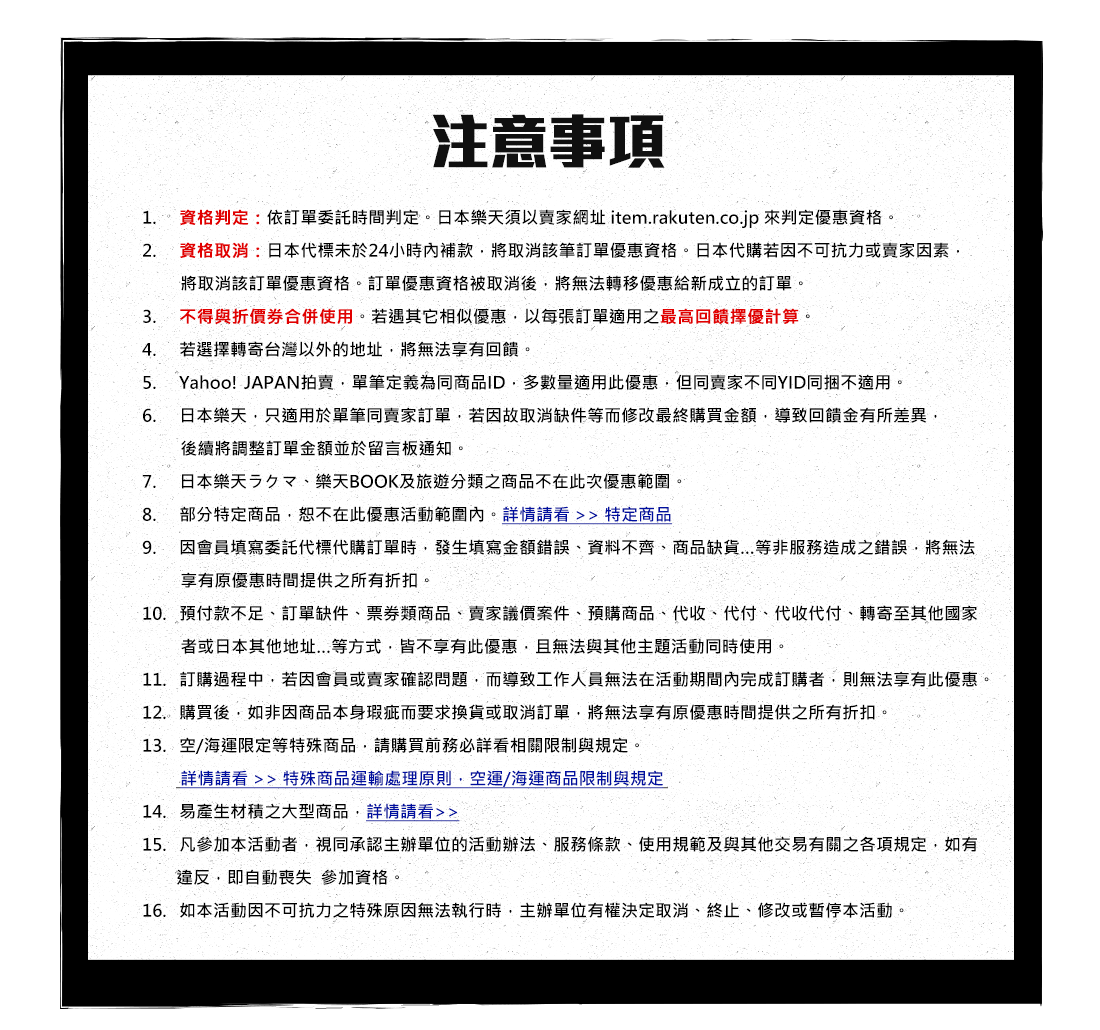 注意事項
1. 資格判定：依訂單委託時間判定。日本樂天須以賣家網址 item.rakuten.co.jp 來判定優惠資格。
2. 資格取消：日本代標未於24小時內補款，將取消該筆訂單優惠資格。日本代購若因不可抗力或賣家因素，
將取消該訂單優惠資格。訂單優惠資格被取消後，將無法轉移優惠給新成立的訂單。
3. 不得與折價券合併使用。若遇其它相似優惠，以每張訂單適用之最高回饋擇優計算。
4. 若選擇轉寄台灣以外的地址，將無法享有回饋。
5. Yahoo! JAPAN拍賣，單筆定義為同商品ID，多數量適用此優惠，但同賣家不同YID同捆不適用。
6. 日本樂天，只適用於單筆同賣家訂單，若因故取消缺件等而修改最終購買金額，導致回饋金有所差異，
後續將調整訂單金額並於留言板通知。
7. 日本樂天ラクマ、樂天BOOK及旅遊分類之商品不在此次優惠範圍。
8. 部分特定商品，恕不在此優惠活動範圍內。詳情請看 >> 特定商品
9. 因會員填寫委託代標代購訂單時，發生填寫金額錯誤、資料不齊、商品缺貨...等非服務造成之錯誤，將無法
享有原優惠時間提供之所有折扣。
10. 預付款不足、訂單缺件、票券類商品、賣家議價案件、預購商品、代收、代付、代收代付、轉寄至其他國家
者或日本其他地址...等方式，皆不享有此優惠，且無法與其他主題活動同時使用。
11. 訂購過程中，若因會員或賣家確認問題，而導致工作人員無法在活動期間內完成訂購者，則無法享有此優惠。
12. 購買後，如非因商品本身瑕疵而要求換貨或取消訂單，將無法享有原優惠時間提供之所有折扣。
13. 空/海運限定等特殊商品，請購買前務必詳看相關限制與規定。
詳情請看 >> 特殊商品運輸處理原則，空運/海運商品限制與規定
14. 易產生材積之大型商品，詳情請看>>
15. 凡參加本活動者，視同承認主辦單位的活動辦法、服務條款、使用規範及與其他交易有關之各項規定，如有
違反，即自動喪失 參加資格。
16. 如本活動因不可抗力之特殊原因無法執行時，主辦單位有權決定取消、終止、修改或暫停本活動。